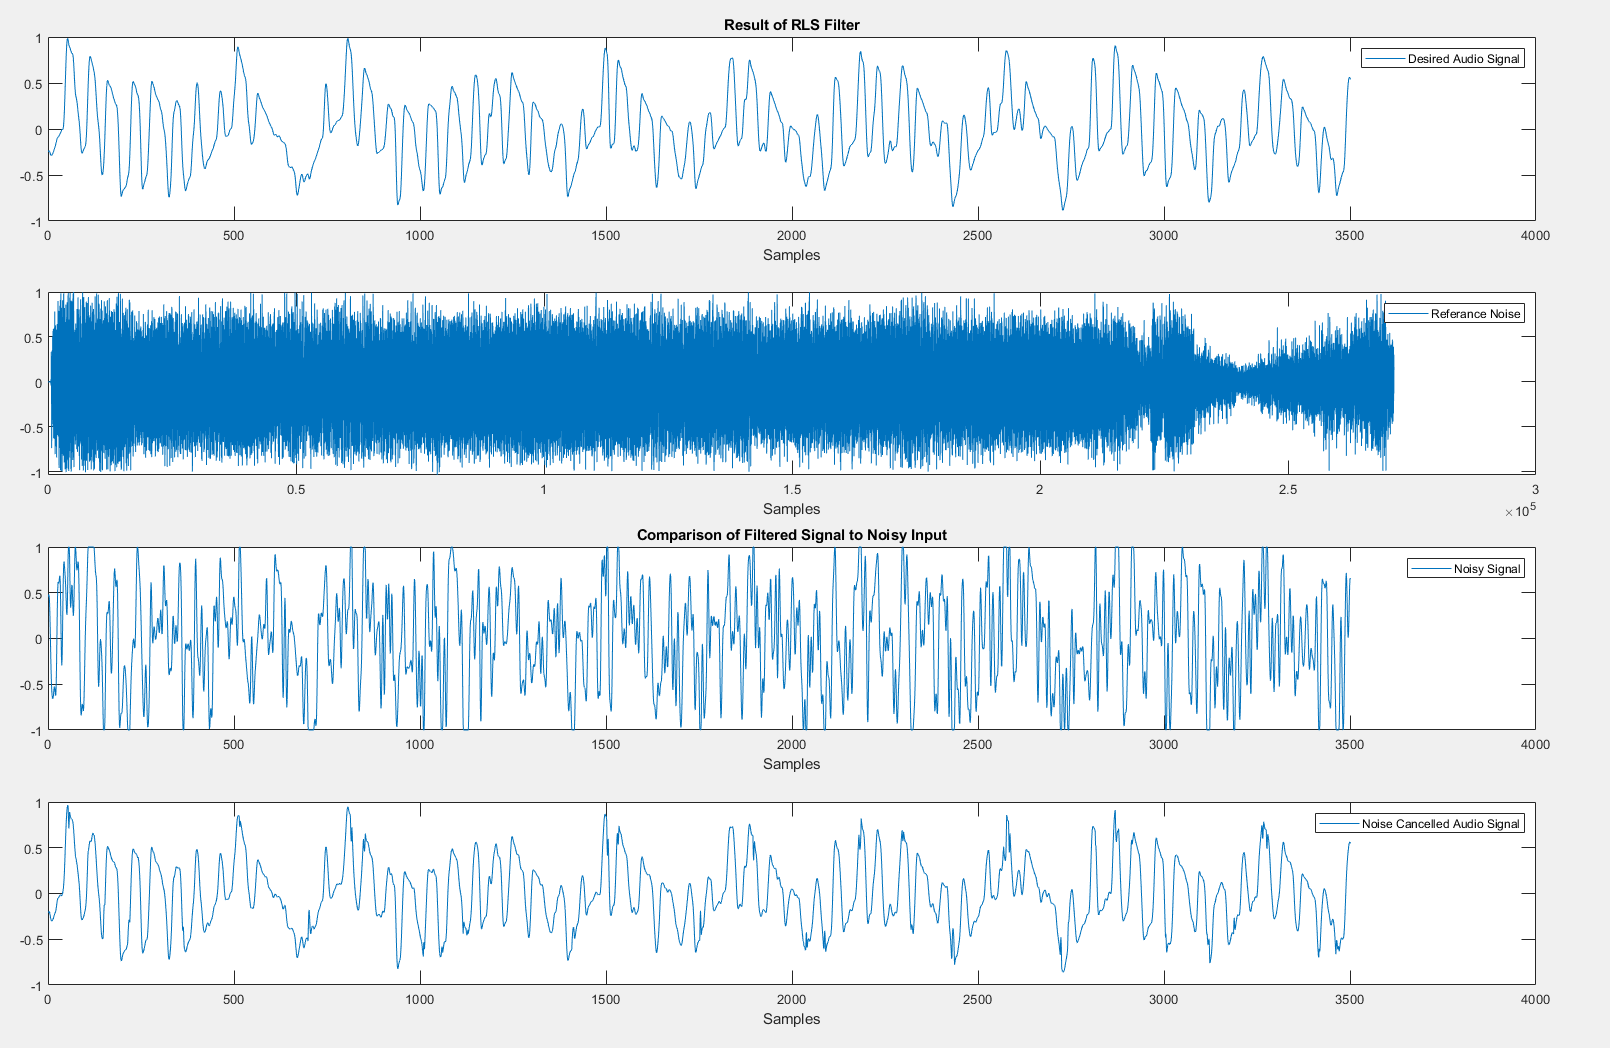 Result of RLS Filter
1
0.5
0
-0.5
-1
Desired Audio Signal
0 500 1000 1500 2000 2500 3000 3500 4000
Samples
1
0.5
0
-0.5
-1
Referance Noise
0 0.5 1 1.5 2 2.5 3
Samples
×10^5
Comparison of Filtered Signal to Noisy Input
1
0.5
0
-0.5
-1
Noisy Signal
0 500 1000 1500 2000 2500 3000 3500 4000
Samples
1
0.5
0
-0.5
-1
Noise Cancelled Audio Signal
0 500 1000 1500 2000 2500 3000 3500 4000
Samples